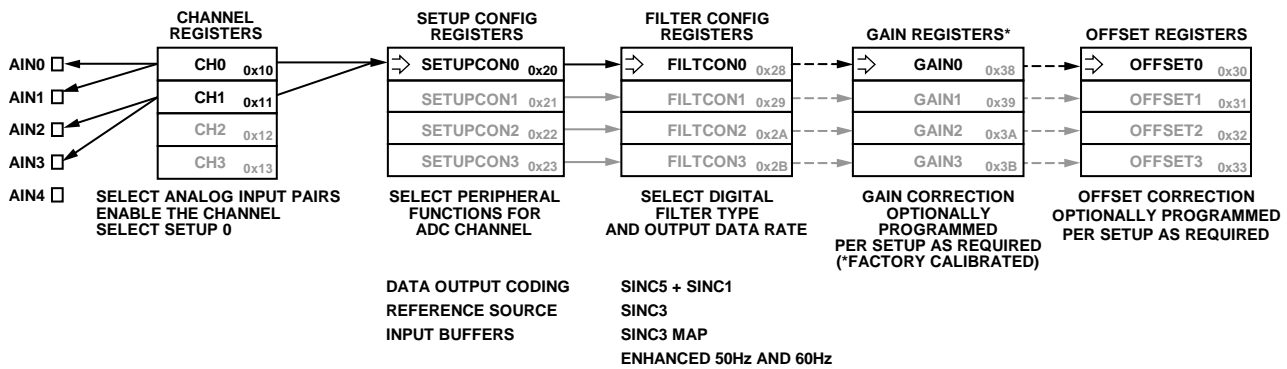 CHANNEL
REGISTERS
SETUP CONFIG
REGISTERS
FILTER CONFIG
REGISTERS
GAIN REGISTERS*
OFFSET REGISTERS
AIN0
AIN1
AIN2
AIN3
AIN4
CH0 0x10
CH1 0x11
CH2 0x12
CH3 0x13
SELECT ANALOG INPUT PAIRS
ENABLE THE CHANNEL
SELECT SETUP 0
SETUPCON0 0x20
SETUPCON1 0x21
SETUPCON2 0x22
SETUPCON3 0x23
SELECT PERIPHERAL
FUNCTIONS FOR
ADC CHANNEL
DATA OUTPUT CODING
REFERENCE SOURCE
INPUT BUFFERS
FILTCON0 0x28
FILTCON1 0x29
FILTCON2 0x2A
FILTCON3 0x2B
SELECT DIGITAL
FILTER TYPE
AND OUTPUT DATA RATE
SINC5 + SINC1
SINC3
SINC3 MAP
ENHANCED 50Hz AND 60Hz
GAIN0 0x38
GAIN1 0x39
GAIN2 0x3A
GAIN3 0x3B
GAIN CORRECTION
OPTIONALLY
PROGRAMMED
PER SETUP AS REQUIRED
(*FACTORY CALIBRATED)
OFFSET0 0x30
OFFSET1 0x31
OFFSET2 0x32
OFFSET3 0x33
OFFSET CORRECTION
OPTIONALLY PROGRAMMED
PER SETUP AS REQUIRED